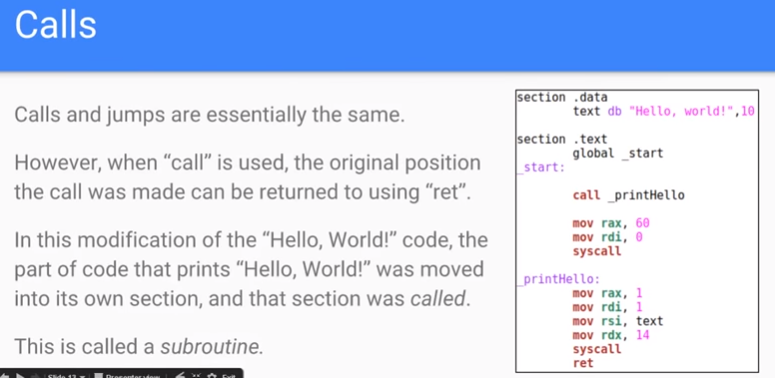 Calls
Calls and jumps are essentially the same.
However, when “call” is used, the original position
the call was made can be returned to using “ret”.
In this modification of the “Hello, World!” code, the
part of code that prints “Hello, World!” was moved
into its own section, and that section was called.
This is called a subroutine.
section .data
text db "Hello, world!",10
section .text
global _start
_start:
call _printHello
mov rax, 60
mov rdi, 0
syscall
_printHello:
mov rax, 1
mov rdi, 1
mov rsi, text
mov rdx, 14
syscall
ret